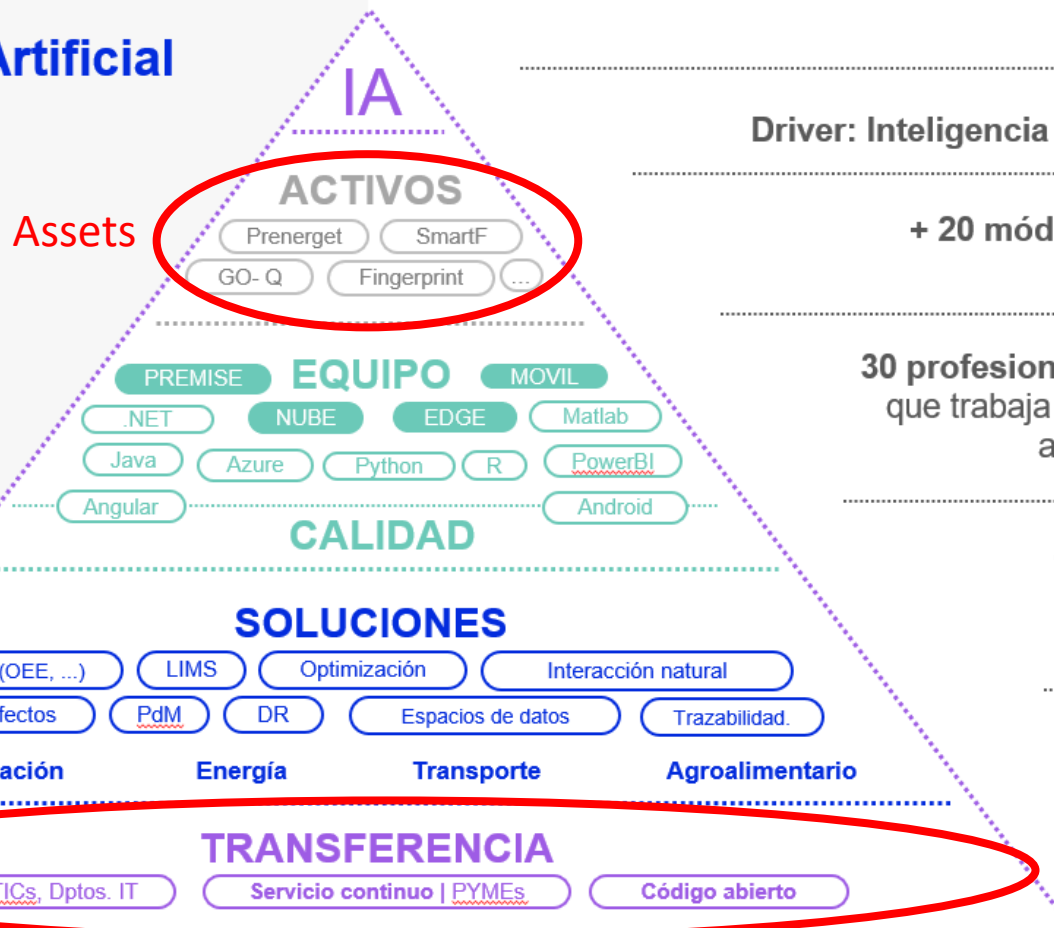 Artificial
IA
Driver: Inteligencia
ACTIVOS
Assets
+ 20 mód
Prenerget SmartF
GO- Q Fingerprint ...
30 profesion
que trabaja
a
PREMISE EQUIPO MOVIL
.NET NUBE EDGE Matlab
Java Azure Python R PowerBI
Angular Android
CALIDAD
SOLUCIONES
(OEE, ...) LIMS Optimización Interacción natural
fectos PdM DR Espacios de datos Trazabilidad.
ación Energía Transporte Agroalimentario
TRANSFERENCIA
TICs, Dptos. IT Servicio continuo | PYMEs Código abierto